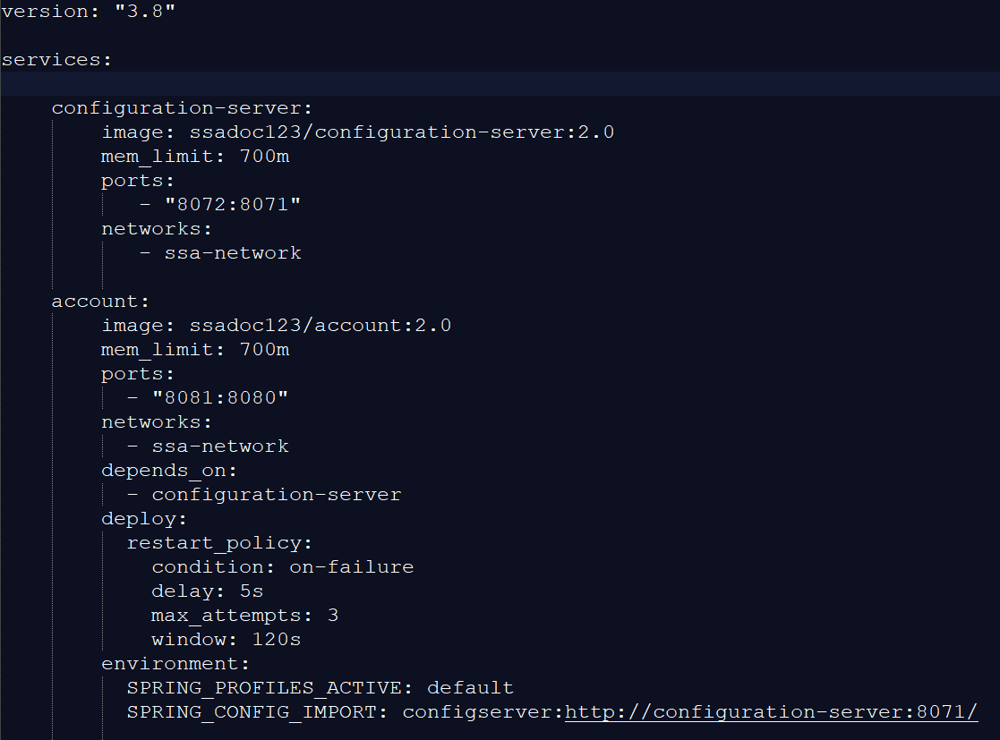 version: "3.8"
services:
configuration-server:
image: ssadoc123/configuration-server:2.0
mem_limit: 700m
ports:
- "8072:8071"
networks:
- ssa-network
account:
image: ssadoc123/account:2.0
mem_limit: 700m
ports:
- "8081:8080"
networks:
- ssa-network
depends_on:
- configuration-server
deploy:
restart_policy:
condition: on-failure
delay: 5s
max_attempts: 3
window: 120s
environment:
SPRING_PROFILES_ACTIVE: default
SPRING_CONFIG_IMPORT: configserver:http://configuration-server:8071/